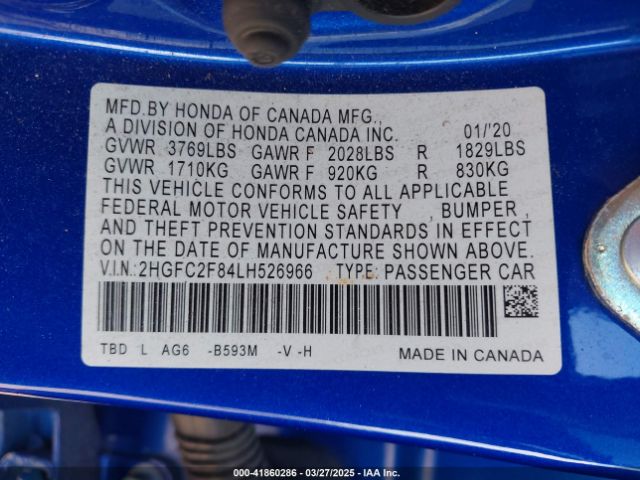 MFD.BY HONDA OF CANADA MFG.,
A DIVISION OF HONDA CANADA INC. 01/'20
GVWR 3769LBS GAWR F 2028LBS R 1829LBS
GVWR 1710KG GAWR F 920KG R 830KG
THIS VEHICLE CONFORMS TO ALL APPLICABLE
FEDERAL MOTOR VEHICLE SAFETY , BUMPER ,
AND THEFT PREVENTION STANDARDS IN EFFECT
ON THE DATE OF MANUFACTURE SHOWN ABOVE.
V.I.N.:2HGFC2F84LH526966 TYPE: PASSENGER CAR
TBD L AG6 -B593M -V -H MADE IN CANADA
000-41860286 — 03/27/2025 — IAA Inc.